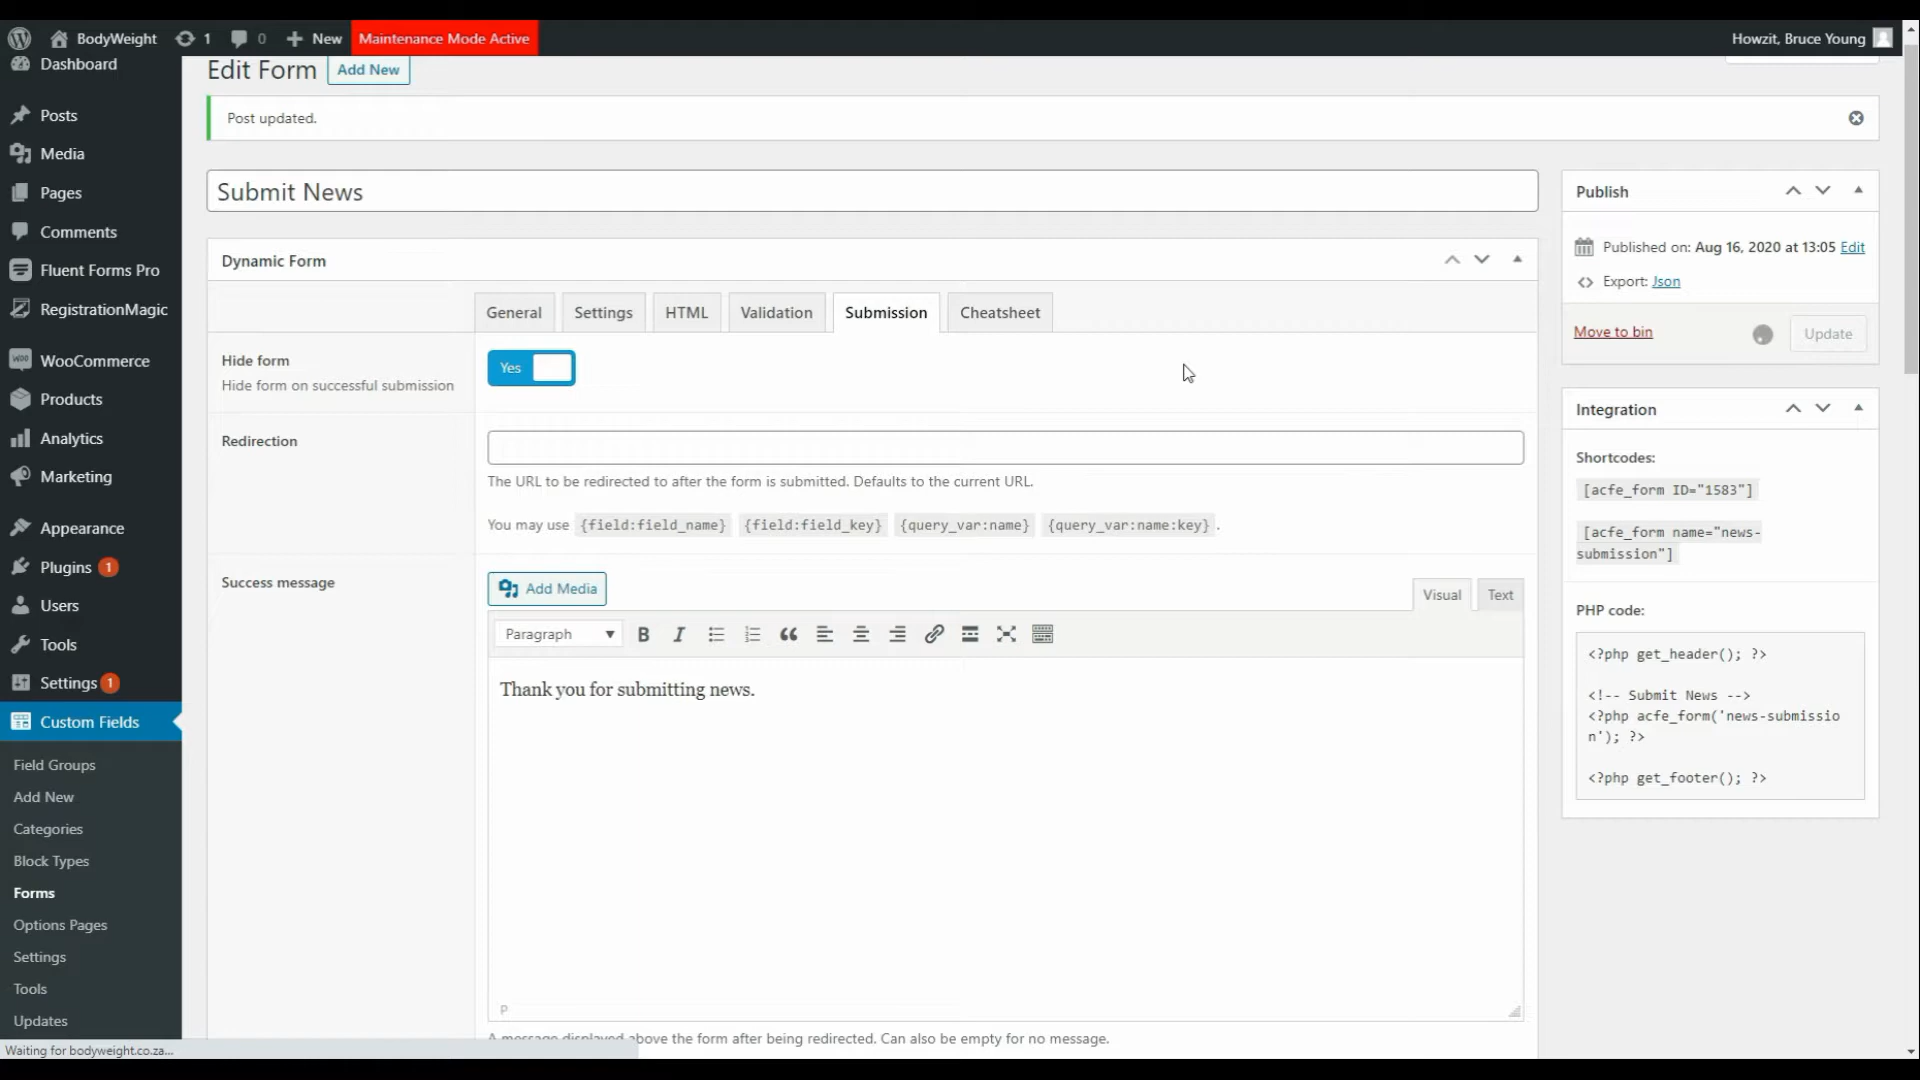 BodyWeight
1
0
New
Maintenance Mode Active
Howzit, Bruce Young
Dashboard
Posts
Media
Pages
Comments
Fluent Forms Pro
RegistrationMagic
WooCommerce
Products
Analytics
Marketing
Appearance
Plugins 1
Users
Tools
Settings 1
Custom Fields
Field Groups
Add New
Categories
Block Types
Forms
Options Pages
Settings
Tools
Updates
Waiting for bodyweight.co.za...
Edit Form
Add New
Post updated.
Submit News
Dynamic Form
General
Settings
HTML
Validation
Submission
Cheatsheet
Hide form
Hide form on successful submission
Yes
Redirection
The URL to be redirected to after the form is submitted. Defaults to the current URL.
You may use {field:field_name} {field:field_key} {query_var:name} {query_var:name:key} .
Success message
Add Media
Visual
Text
Paragraph
B
I
Thank you for submitting news.
P
A message displayed above the form after being redirected. Can also be empty for no message.
Publish
Published on: Aug 16, 2020 at 13:05 Edit
Export: Json
Move to bin
Update
Integration
Shortcodes:
[acfe_form ID="1583"]
[acfe_form name="news-
submission"]
PHP code:
<?php get_header(); ?>
<!-- Submit News -->
<?php acfe_form('news-submissio
n'); ?>
<?php get_footer(); ?>